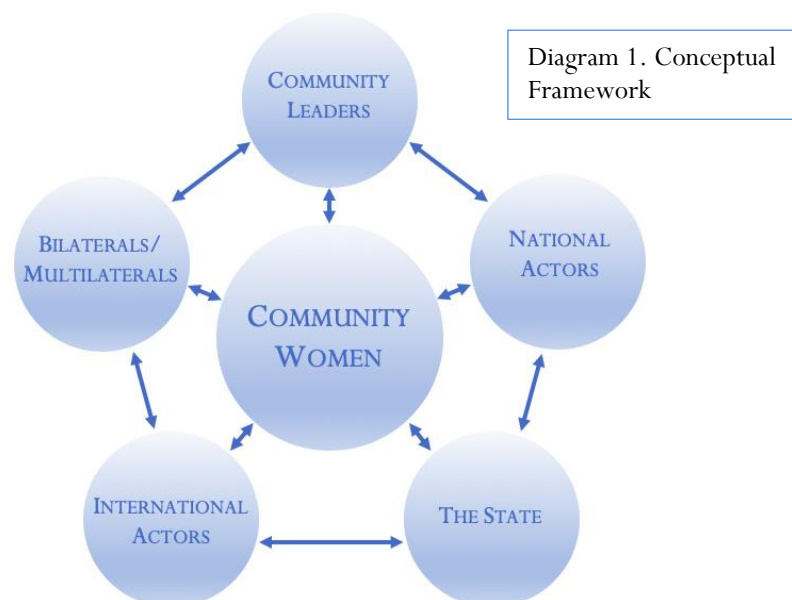 Diagram 1. Conceptual
Framework
COMMUNITY
LEADERS
BILATERALS/
MULTILATERALS
NATIONAL
ACTORS
COMMUNITY
WOMEN
INTERNATIONAL
ACTORS
THE STATE